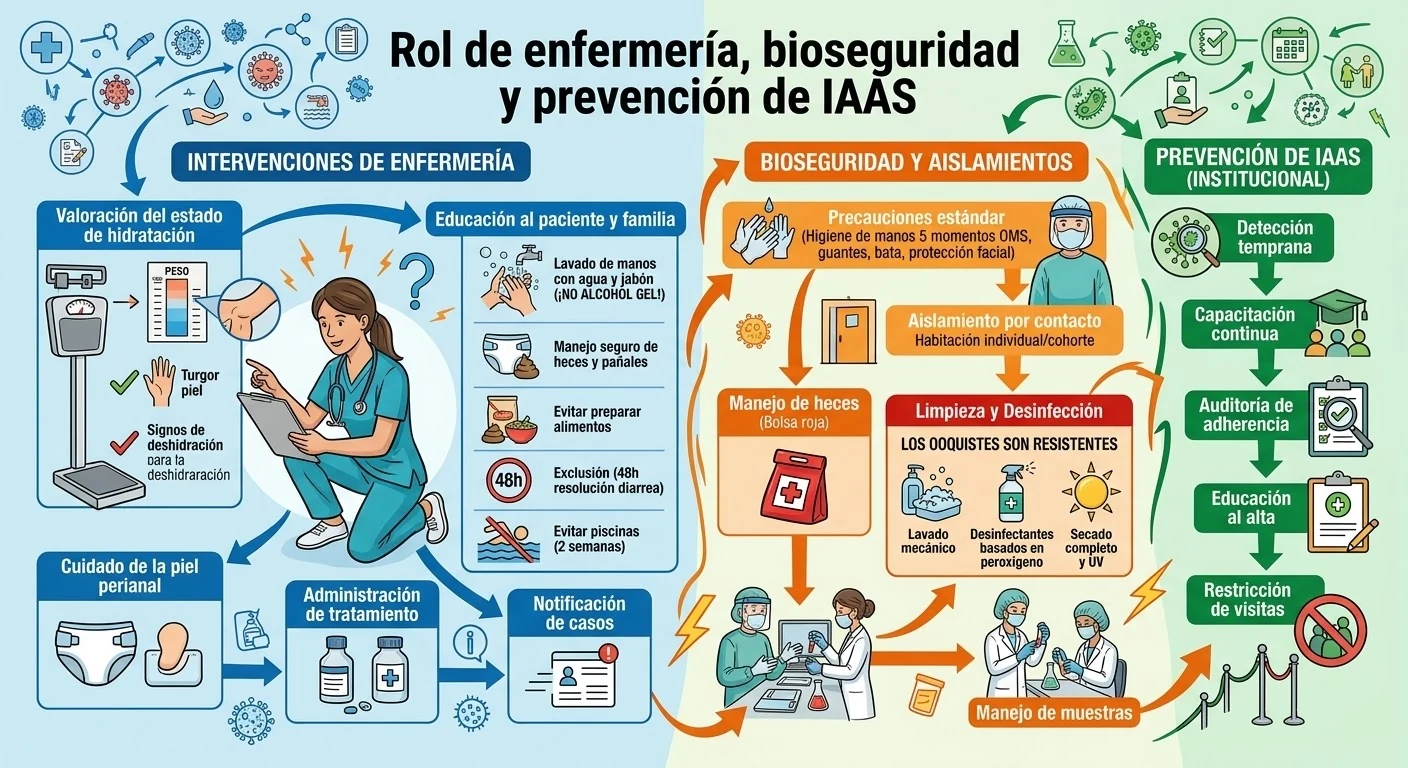 Rol de enfermería, bioseguridad
y prevención de IAAS
INTERVENCIONES DE ENFERMERÍA
Valoración del estado
de hidratación
PESO
Turgor
piel
Signos de
deshidración
para la
deshidraración
Educación al paciente y familia
Lavado de manos
con agua y jabón
(¡NO ALCOHOL GEL!)
Manejo seguro de
heces y pañales
Evitar preparar
alimentos
48h
Exclusión (48h
resolución diarrea)
Evitar piscinas
(2 semanas)
Cuidado de la piel
perianal
Administración
de tratamiento
Notificación
de casos
BIOSEGURIDAD Y AISLAMIENTOS
Precauciones estándar
(Higiene de manos 5 momentos OMS,
guantes, bata, protección facial)
Aislamiento por contacto
Habitación individual/cohorte
Manejo de heces
(Bolsa roja)
Limpieza y Desinfección
LOS OOQUISTES SON RESISTENTES
Lavado
mecánico
Desinfectantes
basados en
peroxígeno
Secado
completo
y UV
Manejo de muestras
PREVENCIÓN DE IAAS
(INSTITUCIONAL)
Detección
temprana
Capacitación
continua
Auditoría de
adherencia
Educación
al alta
Restricción
de visitas